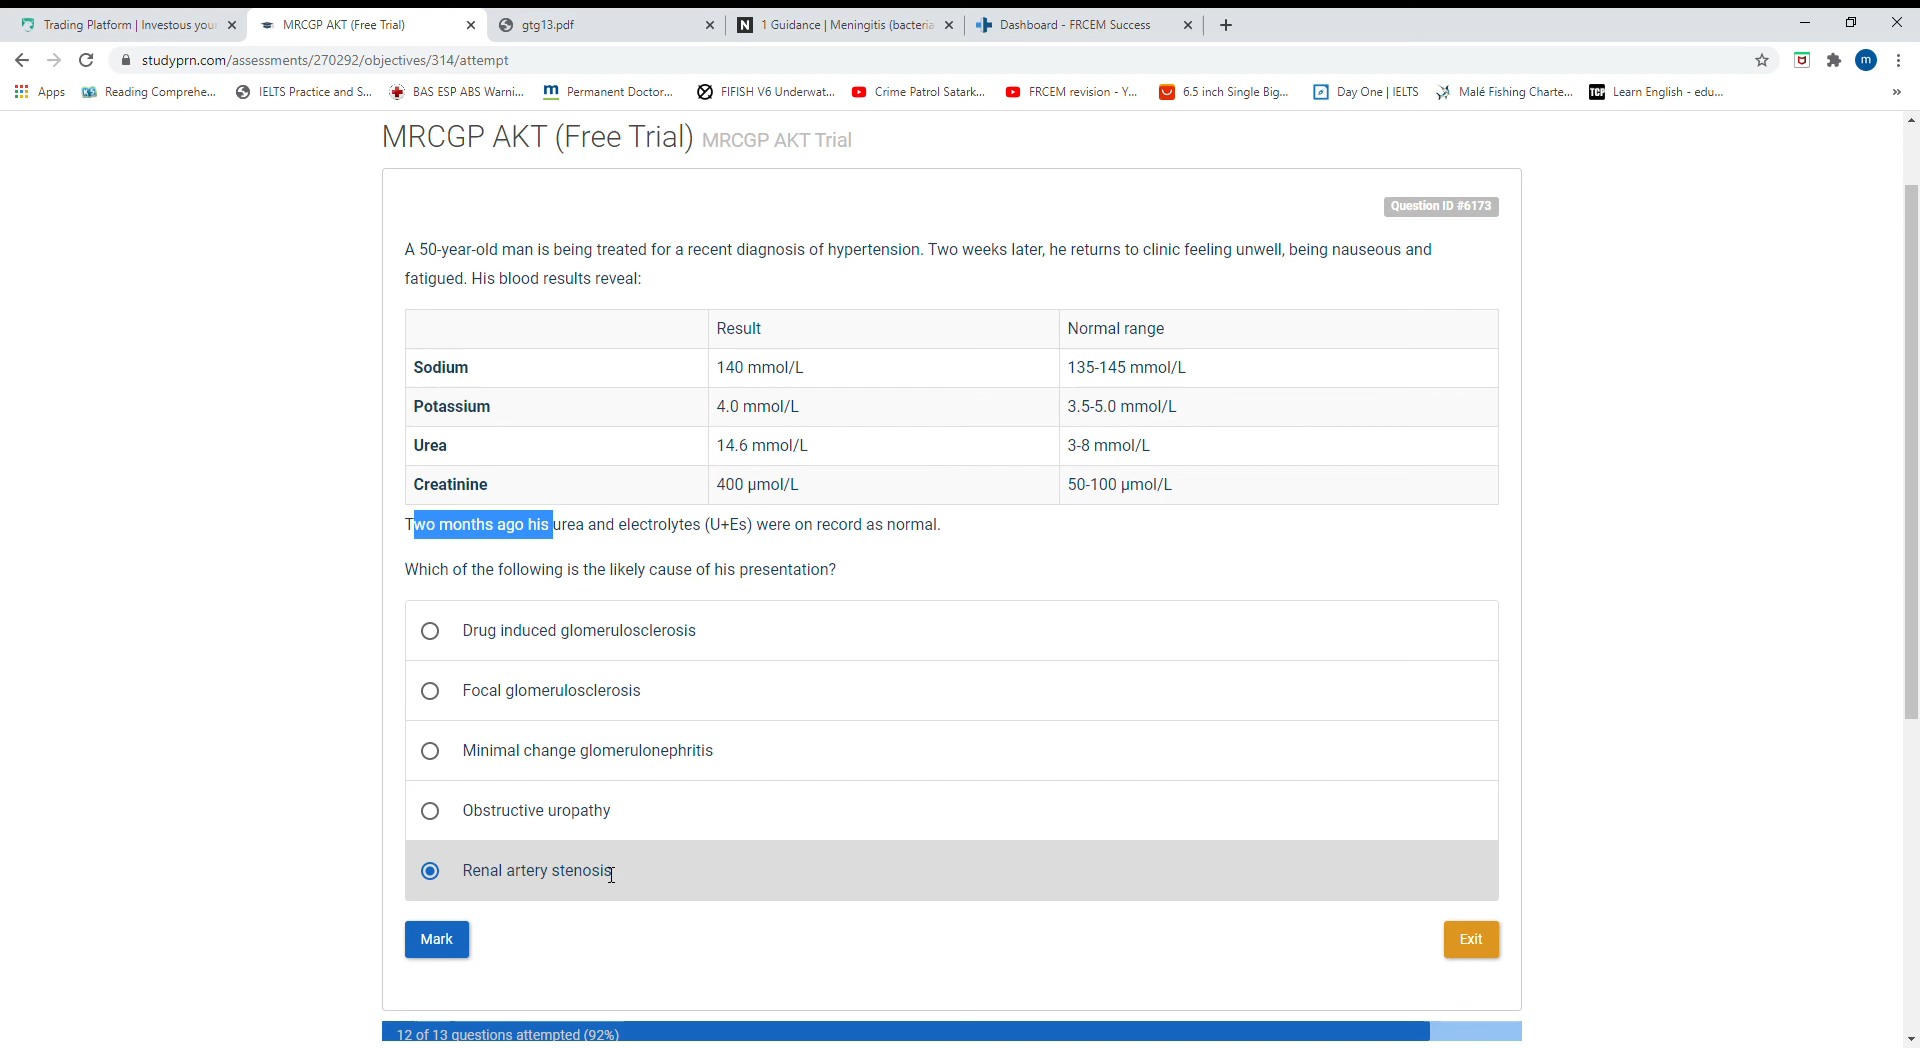 Trading Platform | Investous your
MRCGP AKT (Free Trial)
gtg13.pdf
N 1 Guidance | Meningitis (bacteria
Dashboard - FRCEM Success
studyprn.com/assessments/270292/objectives/314/attempt
m
Apps
Reading Comprehe...
IELTS Practice and S...
BAS ESP ABS Warni...
m Permanent Doctor...
FIFISH V6 Underwat...
Crime Patrol Satark...
FRCEM revision - Y...
6.5 inch Single Big...
Day One | IELTS
Malé Fishing Charte...
TCP Learn English - edu...
MRCGP AKT (Free Trial) MRCGP AKT Trial
Question ID #6173
A 50-year-old man is being treated for a recent diagnosis of hypertension. Two weeks later, he returns to clinic feeling unwell, being nauseous and
fatigued. His blood results reveal:
Result Normal range
Sodium 140 mmol/L 135-145 mmol/L
Potassium 4.0 mmol/L 3.5-5.0 mmol/L
Urea 14.6 mmol/L 3-8 mmol/L
Creatinine 400 µmol/L 50-100 µmol/L
Two months ago his urea and electrolytes (U+Es) were on record as normal.
Which of the following is the likely cause of his presentation?
Drug induced glomerulosclerosis
Focal glomerulosclerosis
Minimal change glomerulonephritis
Obstructive uropathy
Renal artery stenosis
Mark
Exit
12 of 13 questions attempted (92%)